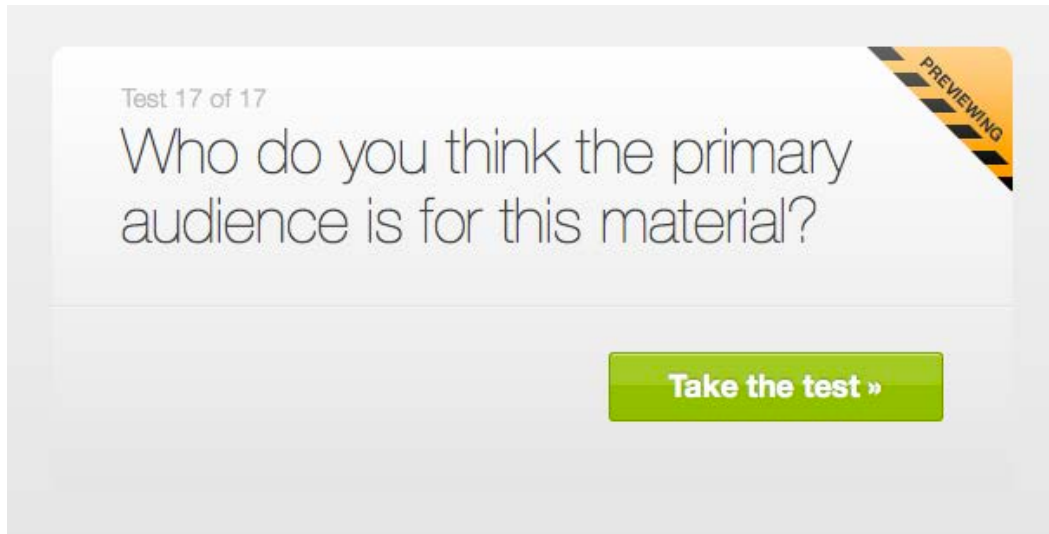 Test 17 of 17
PREVIEWING
Who do you think the primary
audience is for this material?
Take the test »